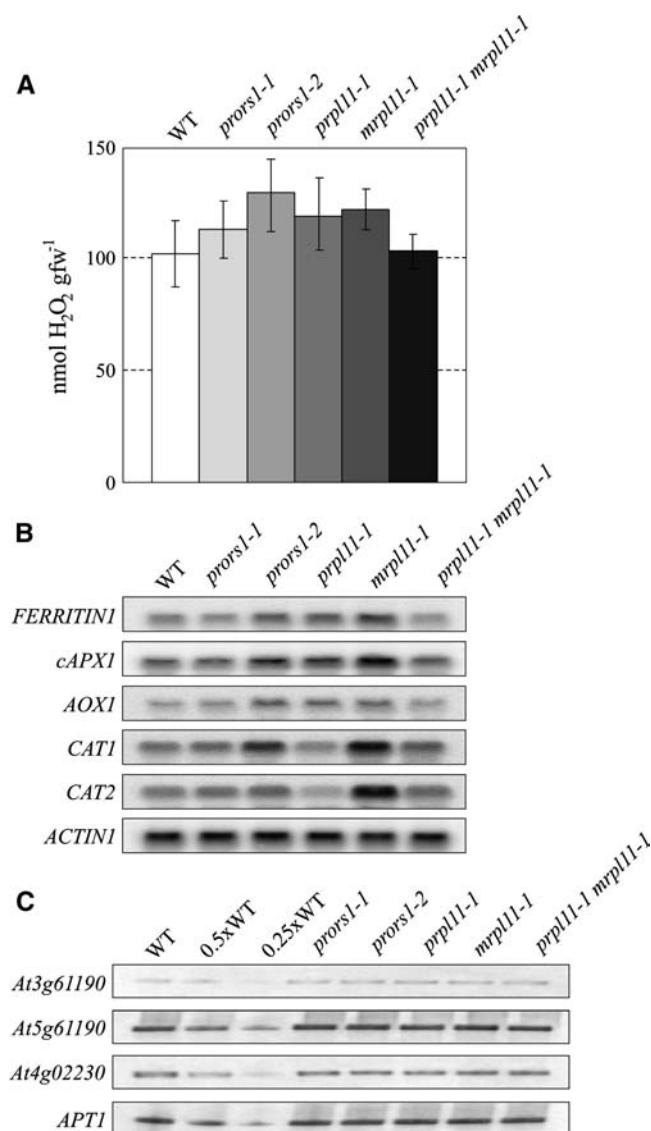 A
WT
prors1-1
prors1-2
prpl11-1
mrpl11-1
prpl11-1 mrpl11-1
150
100
50
0
nmol H₂O₂ gfw⁻¹
B
WT
prors1-1
prors1-2
prpl11-1
mrpl11-1
prpl11-1 mrpl11-1
FERRITIN1
cAPX1
AOX1
CAT1
CAT2
ACTIN1
C
WT
0.5xWT
0.25xWT
prors1-1
prors1-2
prpl11-1
mrpl11-1
prpl11-1 mrpl11-1
At3g61190
At5g61190
At4g02230
APT1